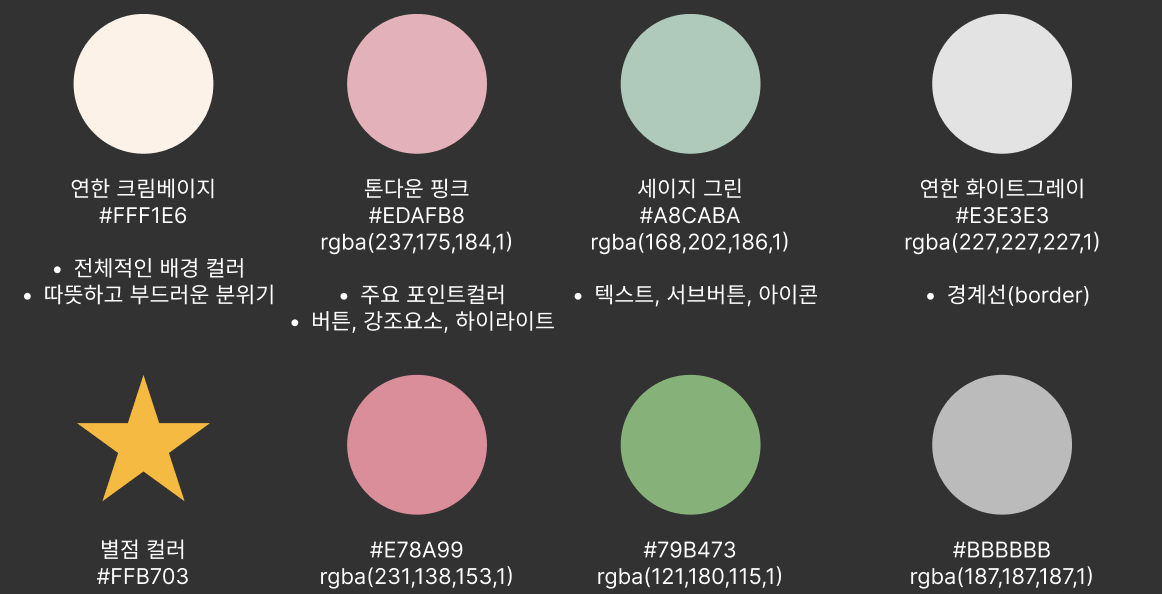 연한 크림베이지
#FFF1E6
• 전체적인 배경 컬러
• 따뜻하고 부드러운 분위기
톤다운 핑크
#EDAFB8
rgba(237,175,184,1)
• 주요 포인트컬러
• 버튼, 강조요소, 하이라이트
세이지 그린
#A8CABA
rgba(168,202,186,1)
• 텍스트, 서브버튼, 아이콘
연한 화이트그레이
#E3E3E3
rgba(227,227,227,1)
• 경계선(border)
별점 컬러
#FFB703
#E78A99
rgba(231,138,153,1)
#79B473
rgba(121,180,115,1)
#BBBBBB
rgba(187,187,187,1)